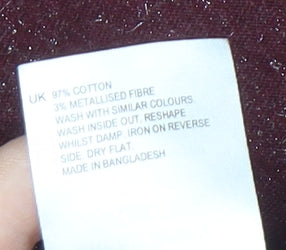 UK 97% COTTON
3% METALLISED FIBRE
WASH WITH SIMILAR COLOURS
WASH INSIDE OUT. RESHAPE
WHILST DAMP. IRON ON REVERSE
SIDE. DRY FLAT.
MADE IN BANGLADESH